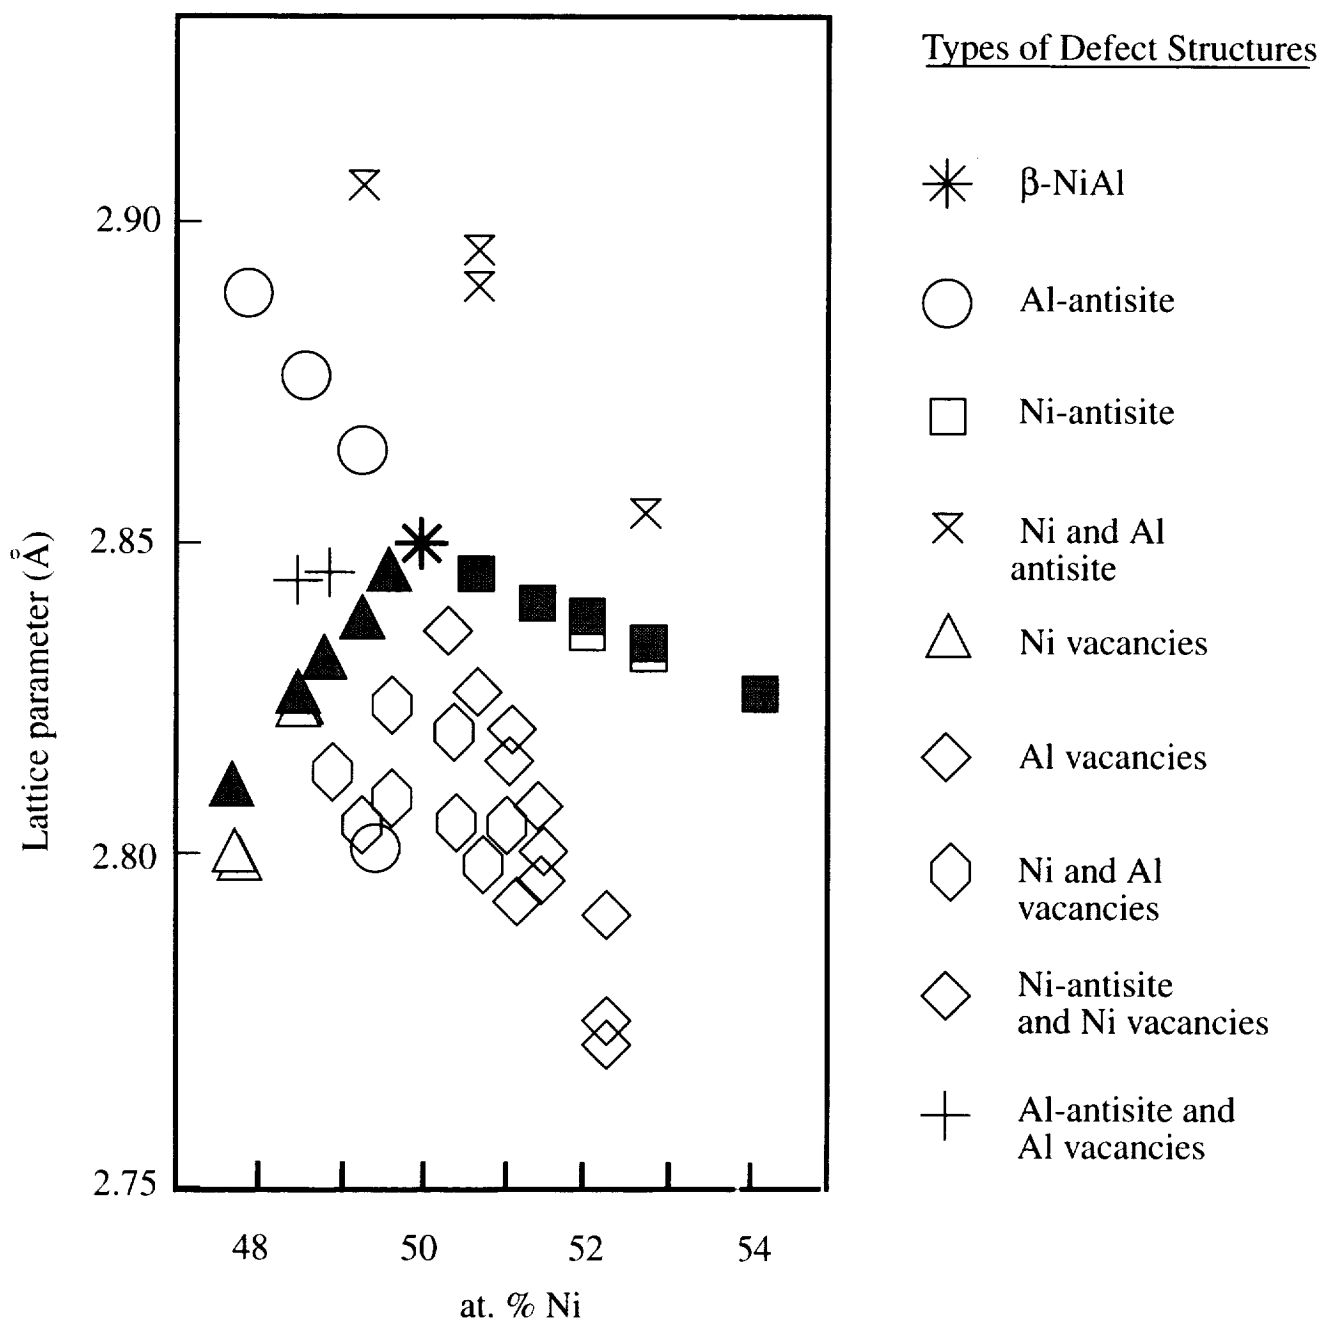 Types of Defect Structures
β-NiAl
Al-antisite
Ni-antisite
Ni and Al
antisite
Ni vacancies
Al vacancies
Ni and Al
vacancies
Ni-antisite
and Ni vacancies
Al-antisite and
Al vacancies
Lattice parameter (Å)
2.90
2.85
2.80
2.75
48 50 52 54
at. % Ni